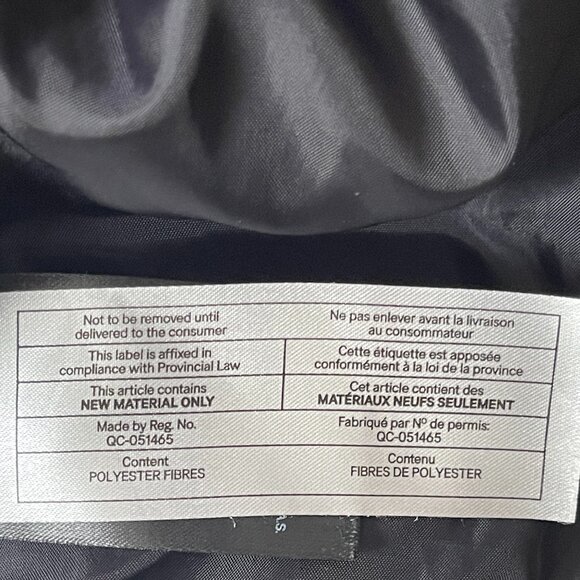 Not to be removed until
delivered to the consumer
Ne pas enlever avant la livraison
au consommateur
This label is affixed in
compliance with Provincial Law
Cette étiquette est apposée
conformément à la loi de la province
This article contains
NEW MATERIAL ONLY
Cet article contient des
MATÉRIAUX NEUFS SEULEMENT
Made by Reg. No.
QC-051465
Fabriqué par Nº de permis:
QC-051465
Content
POLYESTER FIBRES
Contenu
FIBRES DE POLYESTER